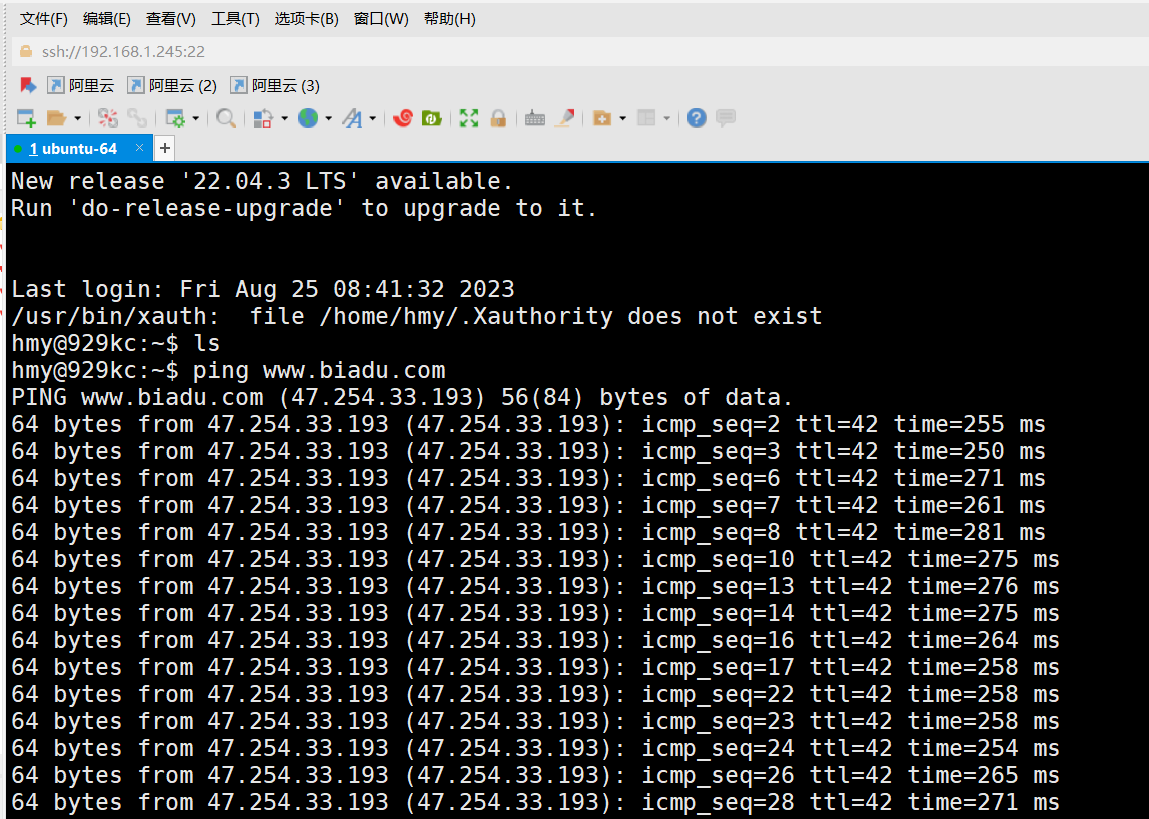 文件(F) 编辑(E) 查看(V) 工具(T) 选项卡(B) 窗口(W) 帮助(H)
ssh://192.168.1.245:22
阿里云 阿里云 (2) 阿里云 (3)
1 ubuntu-64 × +
New release '22.04.3 LTS' available.
Run 'do-release-upgrade' to upgrade to it.
Last login: Fri Aug 25 08:41:32 2023
/usr/bin/xauth:  file /home/hmy/.Xauthority does not exist
hmy@929kc:~$ ls
hmy@929kc:~$ ping www.biadu.com
PING www.biadu.com (47.254.33.193) 56(84) bytes of data.
64 bytes from 47.254.33.193 (47.254.33.193): icmp_seq=2 ttl=42 time=255 ms
64 bytes from 47.254.33.193 (47.254.33.193): icmp_seq=3 ttl=42 time=250 ms
64 bytes from 47.254.33.193 (47.254.33.193): icmp_seq=6 ttl=42 time=271 ms
64 bytes from 47.254.33.193 (47.254.33.193): icmp_seq=7 ttl=42 time=261 ms
64 bytes from 47.254.33.193 (47.254.33.193): icmp_seq=8 ttl=42 time=281 ms
64 bytes from 47.254.33.193 (47.254.33.193): icmp_seq=10 ttl=42 time=275 ms
64 bytes from 47.254.33.193 (47.254.33.193): icmp_seq=13 ttl=42 time=276 ms
64 bytes from 47.254.33.193 (47.254.33.193): icmp_seq=14 ttl=42 time=275 ms
64 bytes from 47.254.33.193 (47.254.33.193): icmp_seq=16 ttl=42 time=264 ms
64 bytes from 47.254.33.193 (47.254.33.193): icmp_seq=17 ttl=42 time=258 ms
64 bytes from 47.254.33.193 (47.254.33.193): icmp_seq=22 ttl=42 time=258 ms
64 bytes from 47.254.33.193 (47.254.33.193): icmp_seq=23 ttl=42 time=258 ms
64 bytes from 47.254.33.193 (47.254.33.193): icmp_seq=24 ttl=42 time=254 ms
64 bytes from 47.254.33.193 (47.254.33.193): icmp_seq=26 ttl=42 time=265 ms
64 bytes from 47.254.33.193 (47.254.33.193): icmp_seq=28 ttl=42 time=271 ms